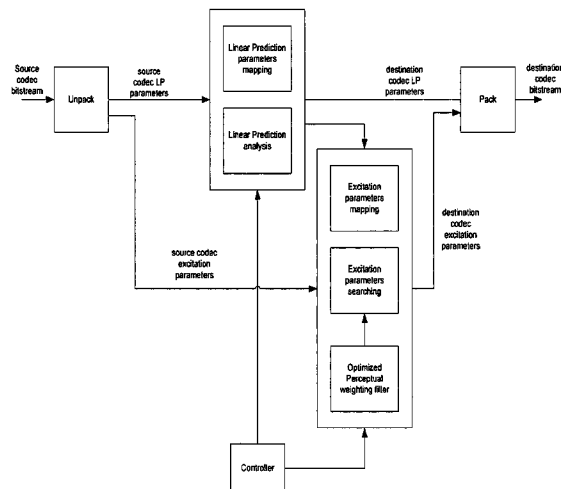 Source
codec
bitstream
Unpack
source
codec LP
parameters
Linear Prediction
parameters
mapping
Linear Prediction
analysis
destination
codec LP
parameters
Pack
destination
codec
bitstream
Excitation
parameters
mapping
destination
codec
excitation
parameters
source codec
excitation
parameters
Excitation
parameters
searching
Optimized
Perceptual
weighting filter
Controller